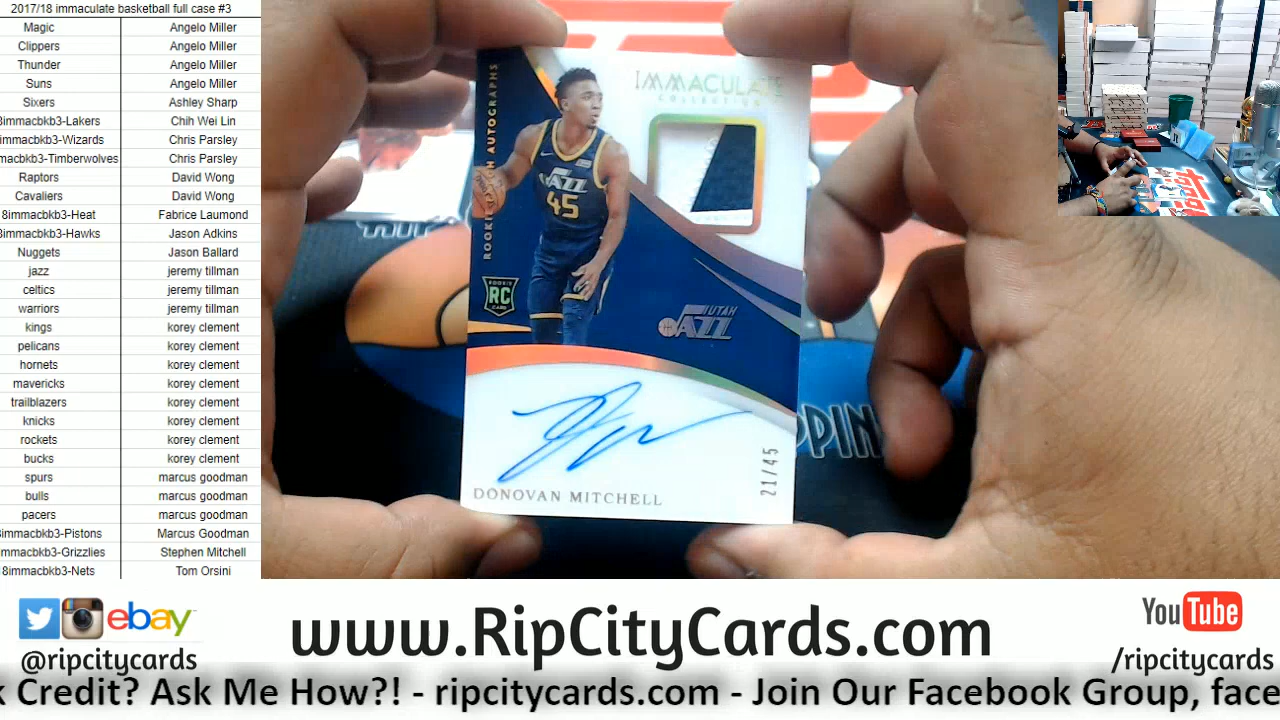 2017/18 immaculate basketball full case #3
Magic Angelo Miller
Clippers Angelo Miller
Thunder Angelo Miller
Suns Angelo Miller
Sixers Ashley Sharp
8immacbkb3-Lakers Chih Wei Lin
immacbkb3-Wizards Chris Parsley
macbkb3-Timberwolves Chris Parsley
Raptors David Wong
Cavaliers David Wong
8immacbkb3-Heat Fabrice Laumond
8immacbkb3-Hawks Jason Adkins
Nuggets Jason Ballard
jazz jeremy tillman
celtics jeremy tillman
warriors jeremy tillman
kings korey clement
pelicans korey clement
hornets korey clement
mavericks korey clement
trailblazers korey clement
knicks korey clement
rockets korey clement
bucks korey clement
spurs marcus goodman
bulls marcus goodman
pacers marcus goodman
immacbkb3-Pistons Marcus Goodman
mmacbkb3-Grizzlies Stephen Mitchell
8immacbkb3-Nets Tom Orsini
IMMACULATE
COLLECTION
AUTOGRAPHS
JAZZ
45
ROOKIE
RC
CARD
UTAH
JAZZ
DONOVAN MITCHELL
21/45
PPIN
ebay
@ripcitycards
www.RipCityCards.com
YouTube
/ripcitycards
k Credit? Ask Me How?! - ripcitycards.com - Join Our Facebook Group, face